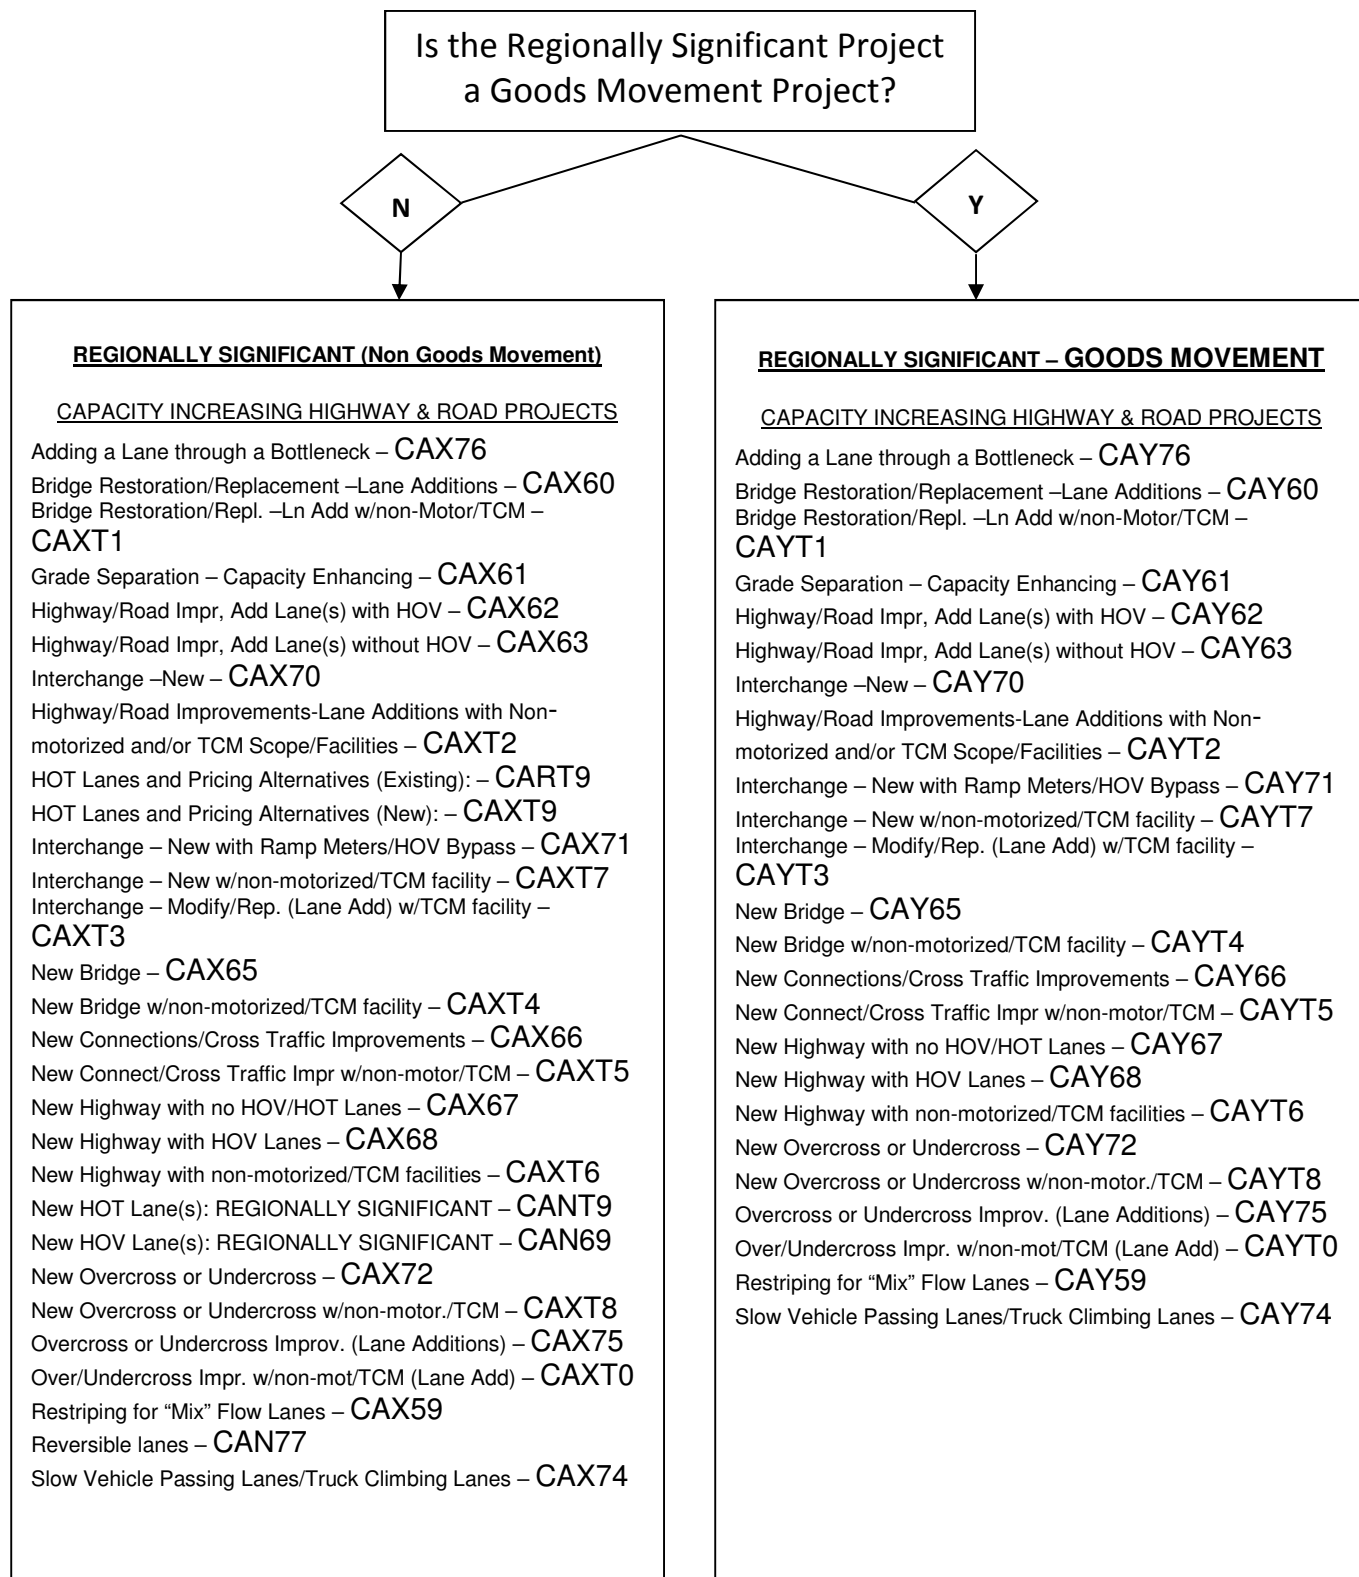 Is the Regionally Significant Project
a Goods Movement Project?
N
Y
REGIONALLY SIGNIFICANT (Non Goods Movement)
CAPACITY INCREASING HIGHWAY & ROAD PROJECTS
Adding a Lane through a Bottleneck – CAX76
Bridge Restoration/Replacement –Lane Additions – CAX60
Bridge Restoration/Repl. –Ln Add w/non-Motor/TCM –
CAXT1
Grade Separation – Capacity Enhancing – CAX61
Highway/Road Impr, Add Lane(s) with HOV – CAX62
Highway/Road Impr, Add Lane(s) without HOV – CAX63
Interchange –New – CAX70
Highway/Road Improvements-Lane Additions with Non-
motorized and/or TCM Scope/Facilities – CAXT2
HOT Lanes and Pricing Alternatives (Existing): – CART9
HOT Lanes and Pricing Alternatives (New): – CAXT9
Interchange – New with Ramp Meters/HOV Bypass – CAX71
Interchange – New w/non-motorized/TCM facility – CAXT7
Interchange – Modify/Rep. (Lane Add) w/TCM facility –
CAXT3
New Bridge – CAX65
New Bridge w/non-motorized/TCM facility – CAXT4
New Connections/Cross Traffic Improvements – CAX66
New Connect/Cross Traffic Impr w/non-motor/TCM – CAXT5
New Highway with no HOV/HOT Lanes – CAX67
New Highway with HOV Lanes – CAX68
New Highway with non-motorized/TCM facilities – CAXT6
New HOT Lane(s): REGIONALLY SIGNIFICANT – CANT9
New HOV Lane(s): REGIONALLY SIGNIFICANT – CAN69
New Overcross or Undercross – CAX72
New Overcross or Undercross w/non-motor./TCM – CAXT8
Overcross or Undercross Improv. (Lane Additions) – CAX75
Over/Undercross Impr. w/non-mot/TCM (Lane Add) – CAXT0
Restriping for “Mix” Flow Lanes – CAX59
Reversible lanes – CAN77
Slow Vehicle Passing Lanes/Truck Climbing Lanes – CAX74
REGIONALLY SIGNIFICANT – GOODS MOVEMENT
CAPACITY INCREASING HIGHWAY & ROAD PROJECTS
Adding a Lane through a Bottleneck – CAY76
Bridge Restoration/Replacement –Lane Additions – CAY60
Bridge Restoration/Repl. –Ln Add w/non-Motor/TCM –
CAYT1
Grade Separation – Capacity Enhancing – CAY61
Highway/Road Impr, Add Lane(s) with HOV – CAY62
Highway/Road Impr, Add Lane(s) without HOV – CAY63
Interchange –New – CAY70
Highway/Road Improvements-Lane Additions with Non-
motorized and/or TCM Scope/Facilities – CAYT2
Interchange – New with Ramp Meters/HOV Bypass – CAY71
Interchange – New w/non-motorized/TCM facility – CAYT7
Interchange – Modify/Rep. (Lane Add) w/TCM facility –
CAYT3
New Bridge – CAY65
New Bridge w/non-motorized/TCM facility – CAYT4
New Connections/Cross Traffic Improvements – CAY66
New Connect/Cross Traffic Impr w/non-motor/TCM – CAYT5
New Highway with no HOV/HOT Lanes – CAY67
New Highway with HOV Lanes – CAY68
New Highway with non-motorized/TCM facilities – CAYT6
New Overcross or Undercross – CAY72
New Overcross or Undercross w/non-motor./TCM – CAYT8
Overcross or Undercross Improv. (Lane Additions) – CAY75
Over/Undercross Impr. w/non-mot/TCM (Lane Add) – CAYT0
Restriping for “Mix” Flow Lanes – CAY59
Slow Vehicle Passing Lanes/Truck Climbing Lanes – CAY74